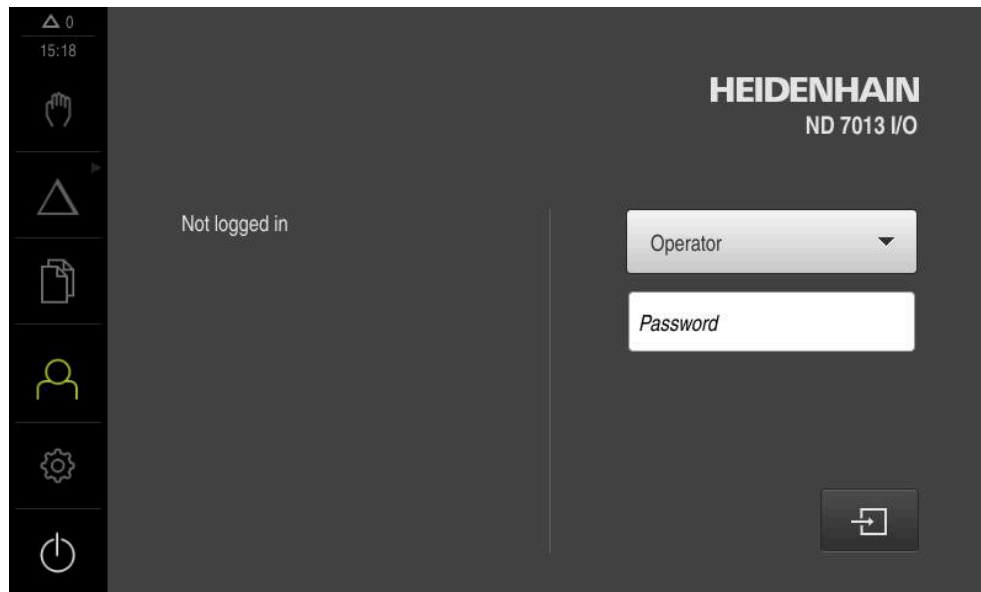 0
15:18
HEIDENHAIN
ND 7013 I/O
Not logged in
Operator
Password